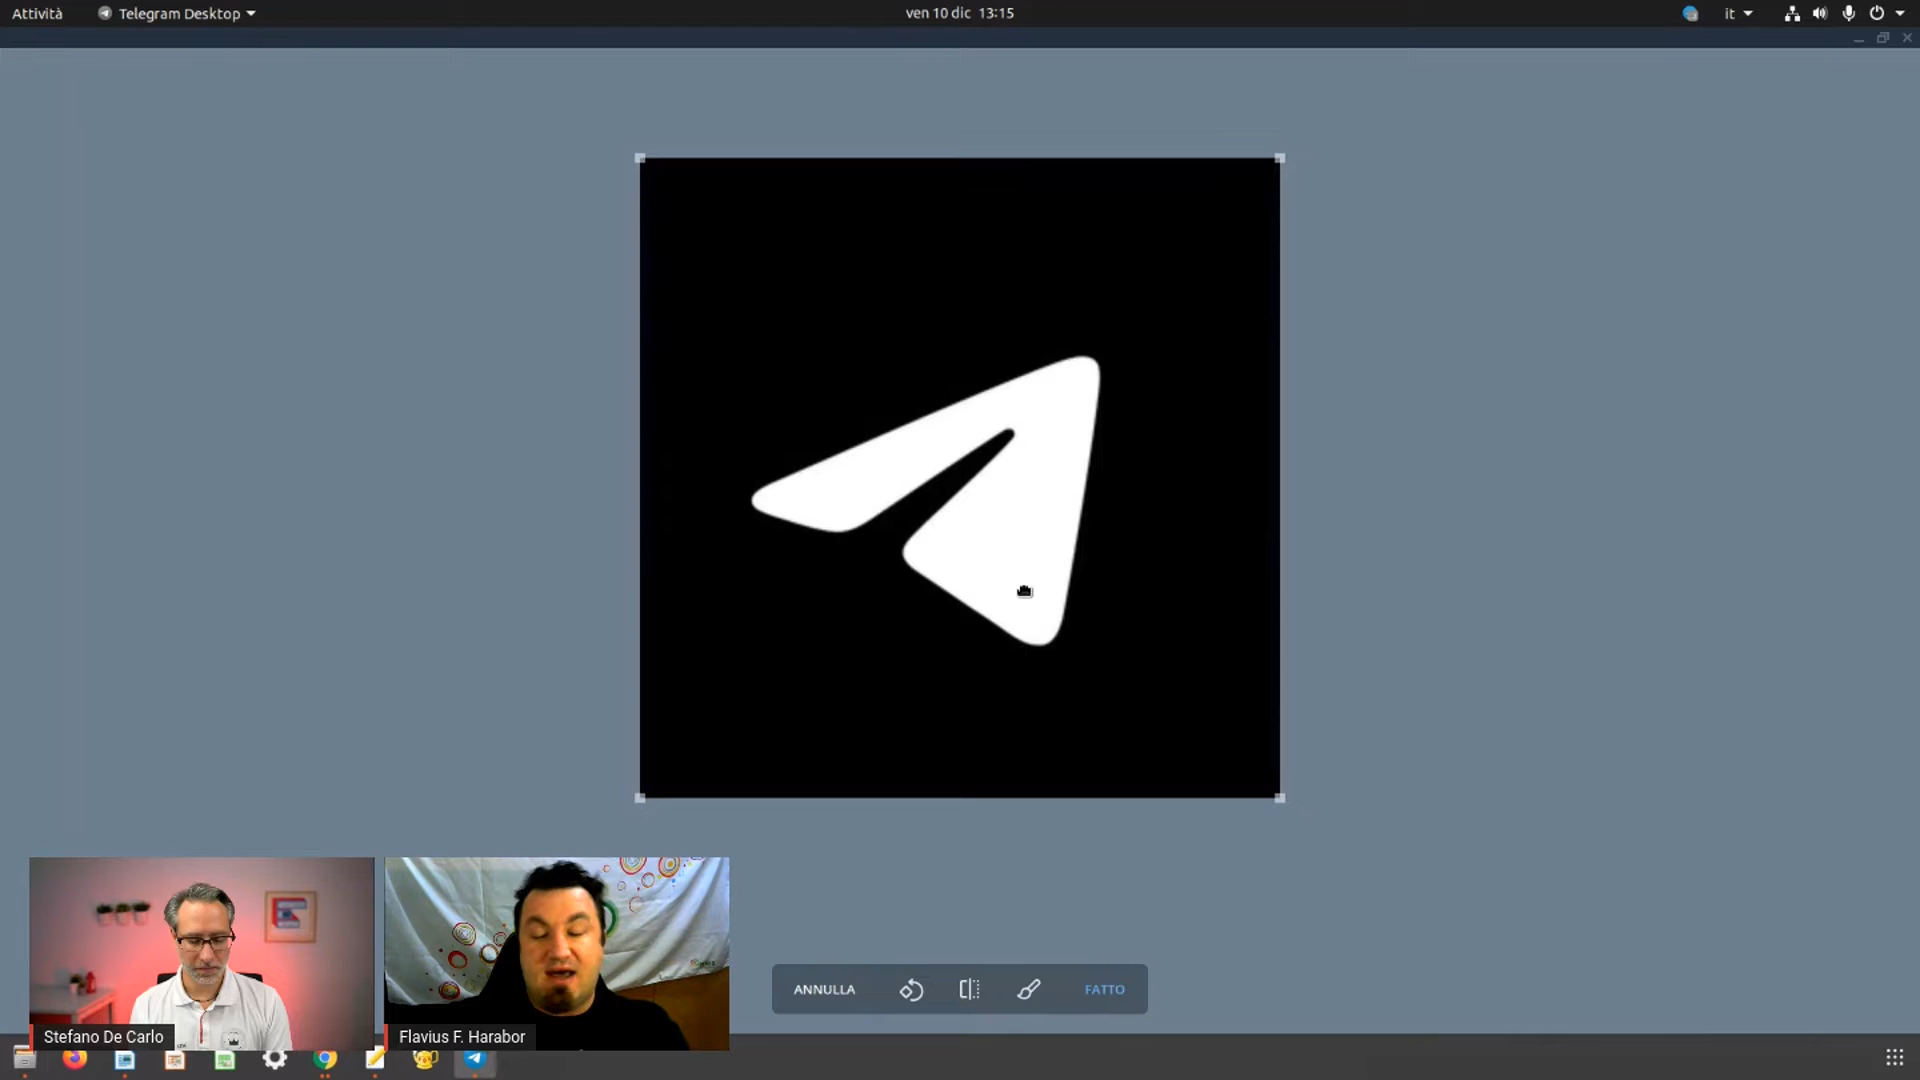 Attività
Telegram Desktop
ven 10 dic 13:15
it
ANNULLA
FATTO
Stefano De Carlo
Flavius F. Harabor